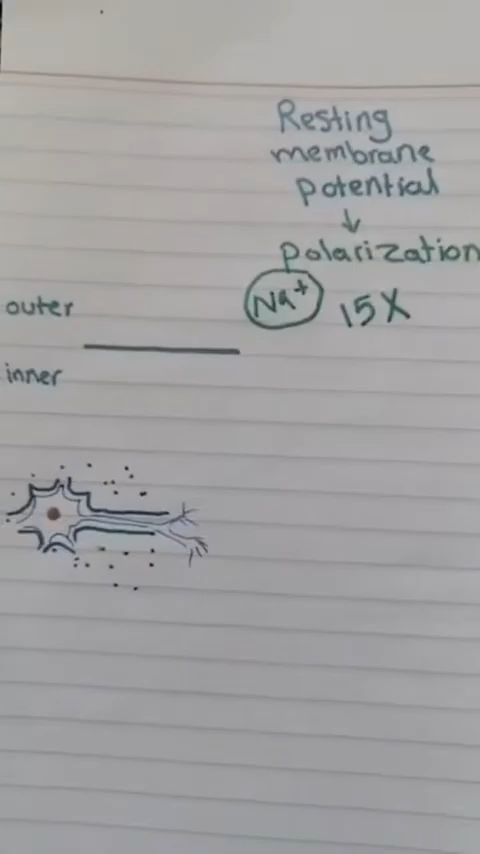 Resting
membrane
potential
↓
polarization
Na+ 15X
outer
inner